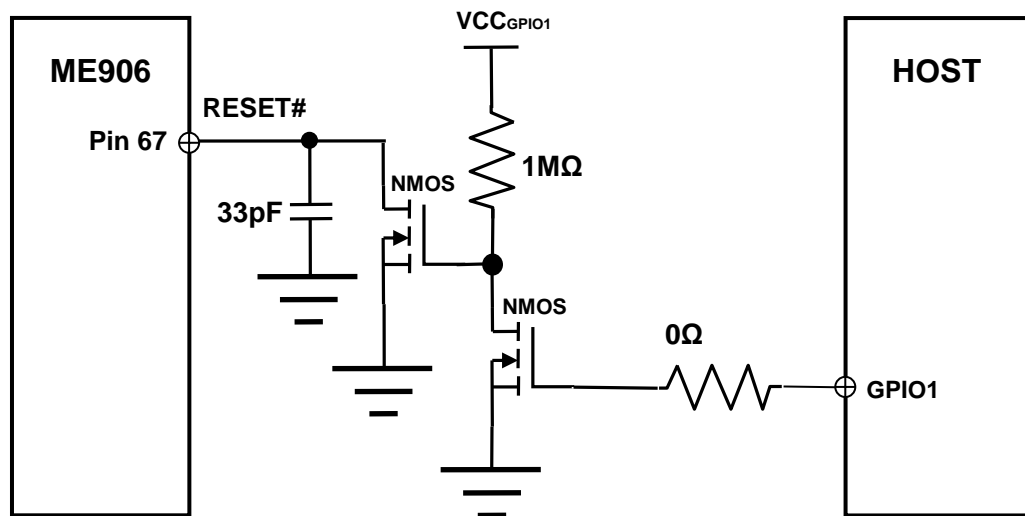 VCCGPIO1
ME906
HOST
RESET#
Pin 67
1MΩ
NMOS
33pF
NMOS
0Ω
GPIO1